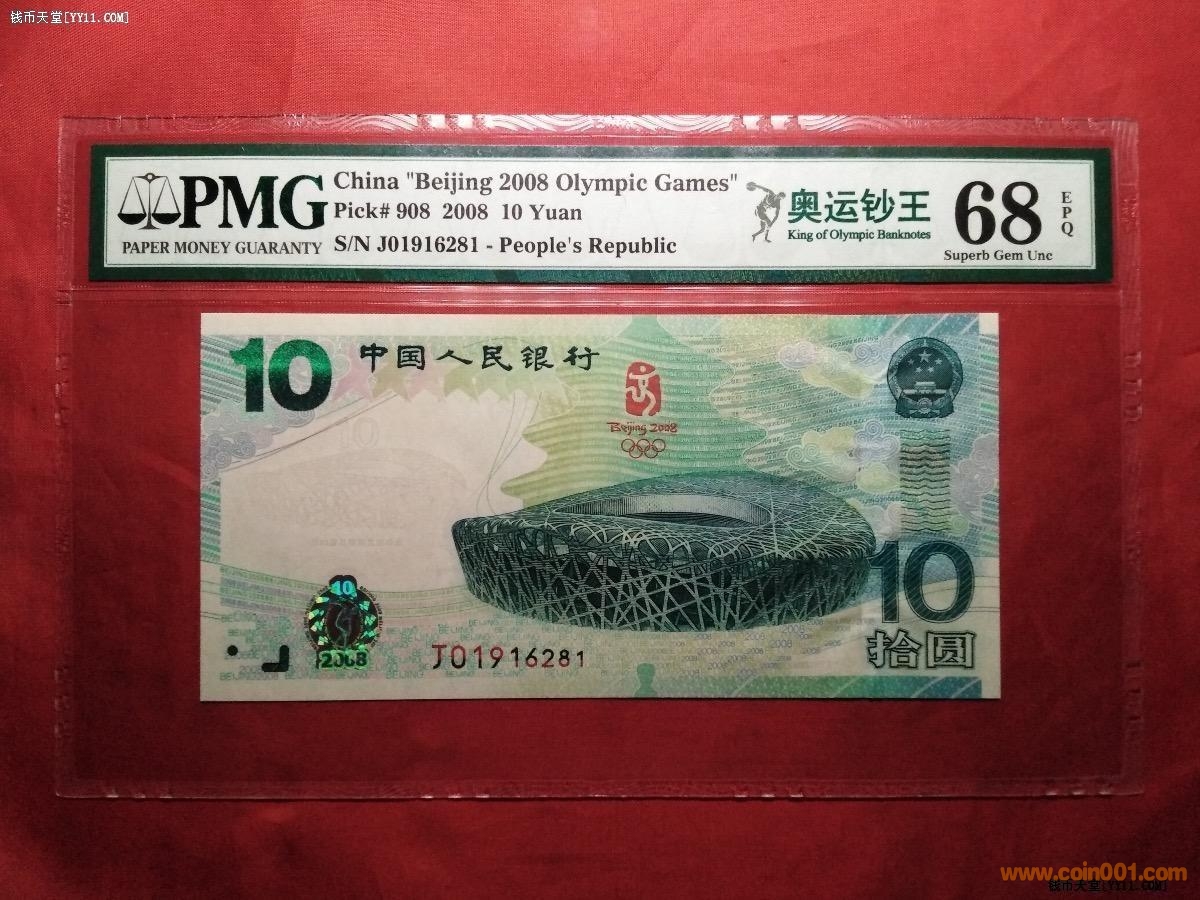 钱币天堂[YY11.COM]
PMG
PAPER MONEY GUARANTY
China "Beijing 2008 Olympic Games"
Pick# 908 2008 10 Yuan
S/N J01916281 - People's Republic
奥运钞王
King of Olympic Banknotes
68
EPQ
Superb Gem Unc
10
中国人民银行
Beijing 2008
10
拾圆
10
2008
J01916281
www.coin001.com
钱币天堂[YY11.COM]